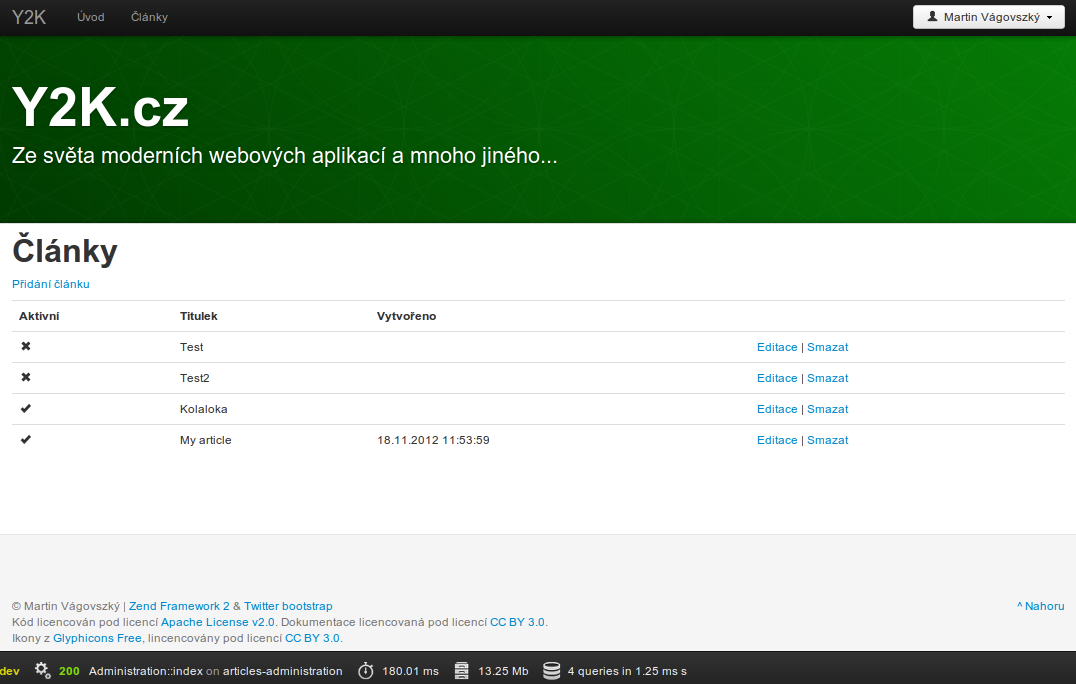 Y2K Úvod Články Martin Vágovszký
Y2K.cz
Ze světa moderních webových aplikací a mnoho jiného...
Články
Přidání článku
Aktivní Titulek Vytvořeno
Test Editace | Smazat
Test2 Editace | Smazat
Kolaloka Editace | Smazat
My article 18.11.2012 11:53:59 Editace | Smazat
© Martin Vágovszký | Zend Framework 2 & Twitter bootstrap ^ Nahoru
Kód licencován pod licencí Apache License v2.0. Dokumentace licencovaná pod licencí CC BY 3.0.
Ikony z Glyphicons Free, lincencovány pod licencí CC BY 3.0.
dev 200 Administration::index on articles-administration 180.01 ms 13.25 Mb 4 queries in 1.25 ms s